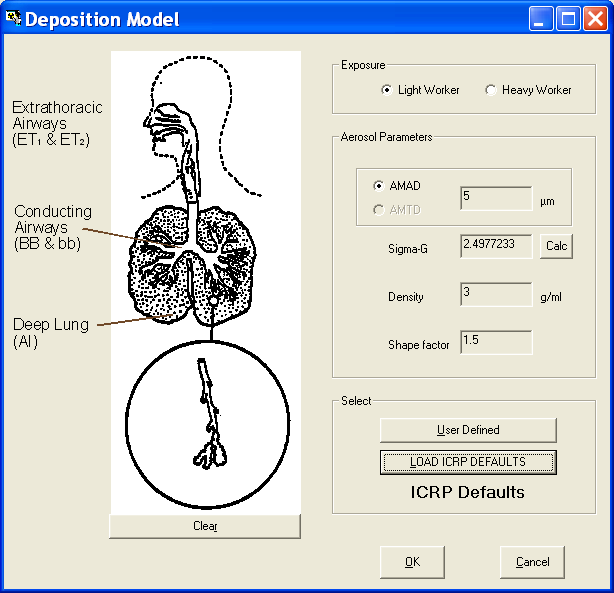 Deposition Model
Extrathoracic
Airways
(ET₁ & ET₂)
Conducting
Airways
(BB & bb)
Deep Lung
(AI)
Clear
Exposure
Light Worker
Heavy Worker
Aerosol Parameters
AMAD
AMTD
5
µm
Sigma-G
2.4977233
Calc
Density
3
g/ml
Shape factor
1.5
Select
User Defined
LOAD ICRP DEFAULTS
ICRP Defaults
OK
Cancel